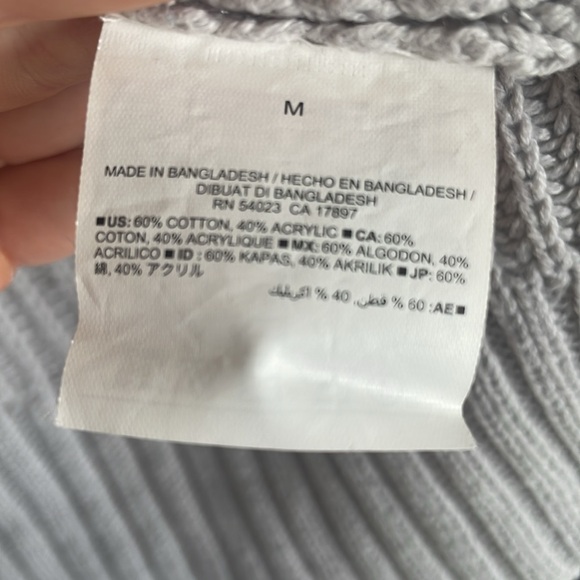 M
MADE IN BANGLADESH / HECHO EN BANGLADESH /
DIBUAT DI BANGLADESH
RN 54023 CA 17897
■US: 60% COTTON, 40% ACRYLIC ■ CA: 60%
COTON, 40% ACRYLIQUE ■ MX: 60% ALGODON, 40%
ACRILICO ■ ID : 60% KAPAS, 40% AKRILIK ■ JP: 60%
綿, 40% アクリル
■AE: 60 % قطن, 40 % اكريليك